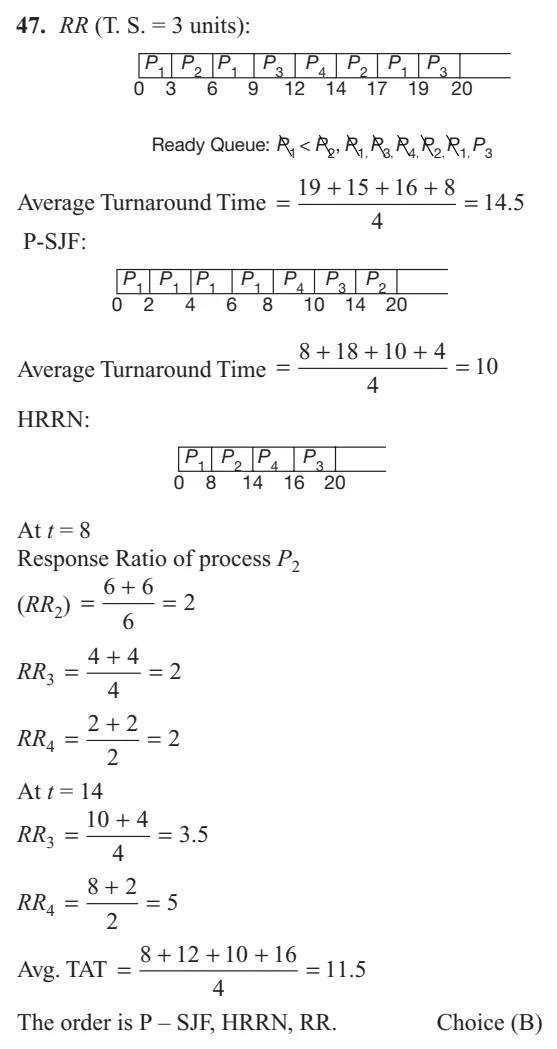 47. RR (T. S. = 3 units):
P1 P2 P1 P3 P4 P2 P1 P3
0 3 6 9 12 14 17 19 20
Ready Queue: P1 < P2, P1, P3, P4, P2, P1, P3
Average Turnaround Time = (19 + 15 + 16 + 8)/4 = 14.5
P-SJF:
P1 P1 P1 P1 P4 P3 P2
0 2 4 6 8 10 14 20
Average Turnaround Time = (8 + 18 + 10 + 4)/4 = 10
HRRN:
P1 P2 P4 P3
0 8 14 16 20
At t = 8
Response Ratio of process P2
(RR2) = (6 + 6)/6 = 2
RR3 = (4 + 4)/4 = 2
RR4 = (2 + 2)/2 = 2
At t = 14
RR3 = (10 + 4)/4 = 3.5
RR4 = (8 + 2)/2 = 5
Avg. TAT = (8 + 12 + 10 + 16)/4 = 11.5
The order is P – SJF, HRRN, RR. Choice (B)